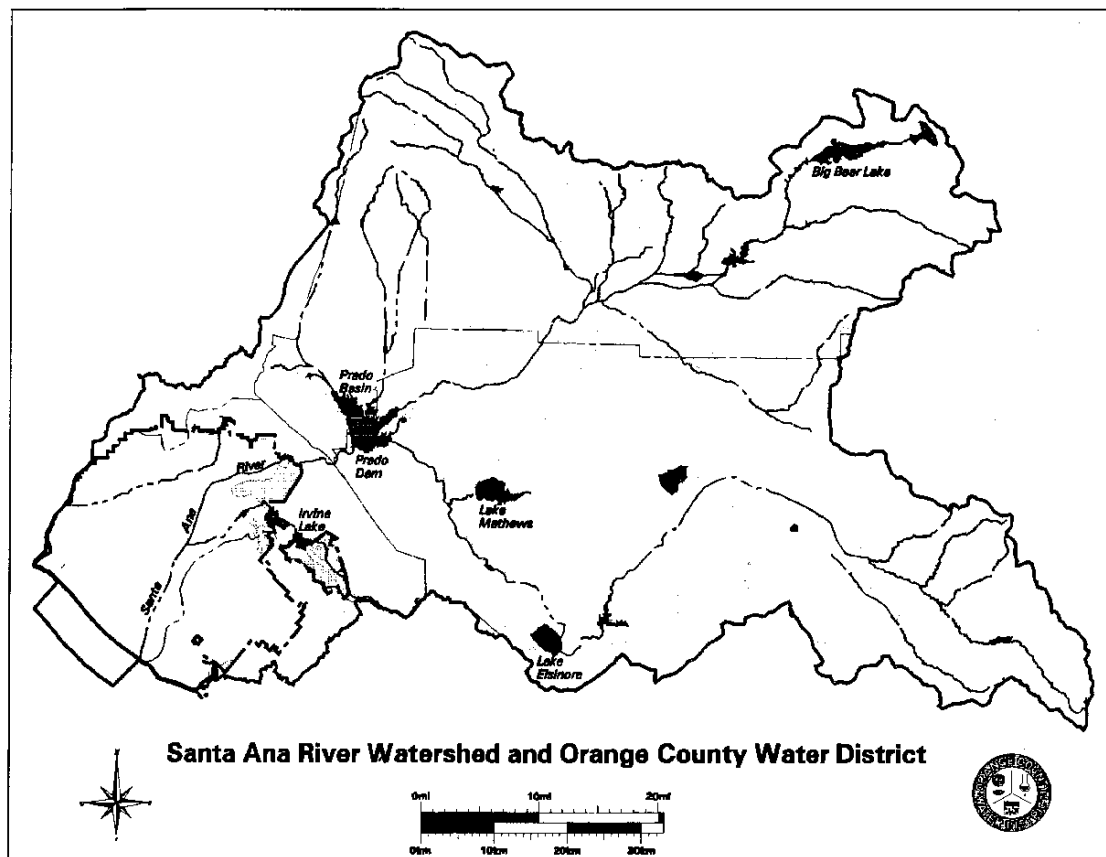 Big Bear Lake
Prado
Basin
Prado
Dam
River
Ana
Santa
Irvine
Lake
Lake
Mathews
Lake
Elsinore
Santa Ana River Watershed and Orange County Water District
0mi 10mi 20mi
0km 10km 20km 30km